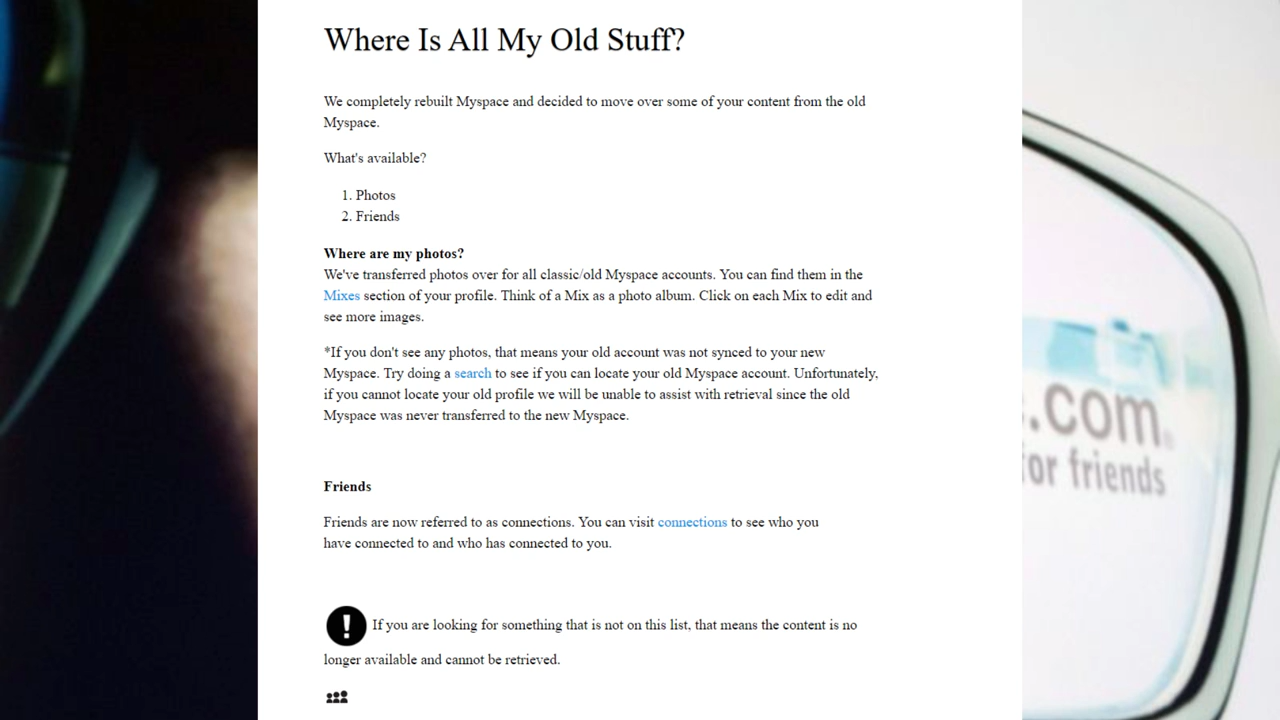 Where Is All My Old Stuff?
We completely rebuilt Myspace and decided to move over some of your content from the old
Myspace.
What's available?
1. Photos
2. Friends
Where are my photos?
We've transferred photos over for all classic/old Myspace accounts. You can find them in the
Mixes section of your profile. Think of a Mix as a photo album. Click on each Mix to edit and
see more images.
*If you don't see any photos, that means your old account was not synced to your new
Myspace. Try doing a search to see if you can locate your old Myspace account. Unfortunately,
if you cannot locate your old profile we will be unable to assist with retrieval since the old
Myspace was never transferred to the new Myspace.
Friends
Friends are now referred to as connections. You can visit connections to see who you
have connected to and who has connected to you.
If you are looking for something that is not on this list, that means the content is no
longer available and cannot be retrieved.
.com
for friends